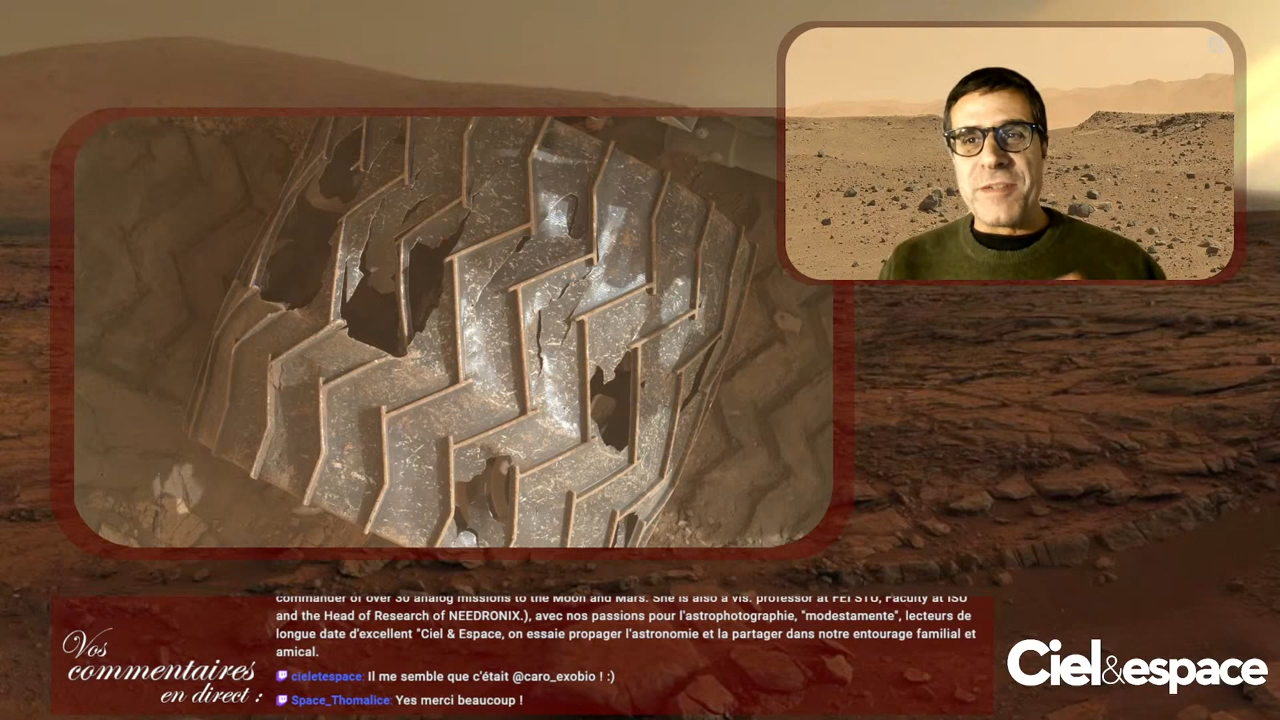 commander of over 30 analog missions to the Moon and Mars. She is also a vis. professor at FEI STU, Faculty at ISU
and the Head of Research of NEEDRONIX.), avec nos passions pour l'astrophotographie, "modestamente", lecteurs de
longue date d'excellent "Ciel & Espace, on essaie propager l'astronomie et la partager dans notre entourage familial et
amical.
cieletespace: Il me semble que c'était @caro_exobio ! :)
Space_Thomalice: Yes merci beaucoup !
Vos
commentaires
en direct :
Ciel&espace